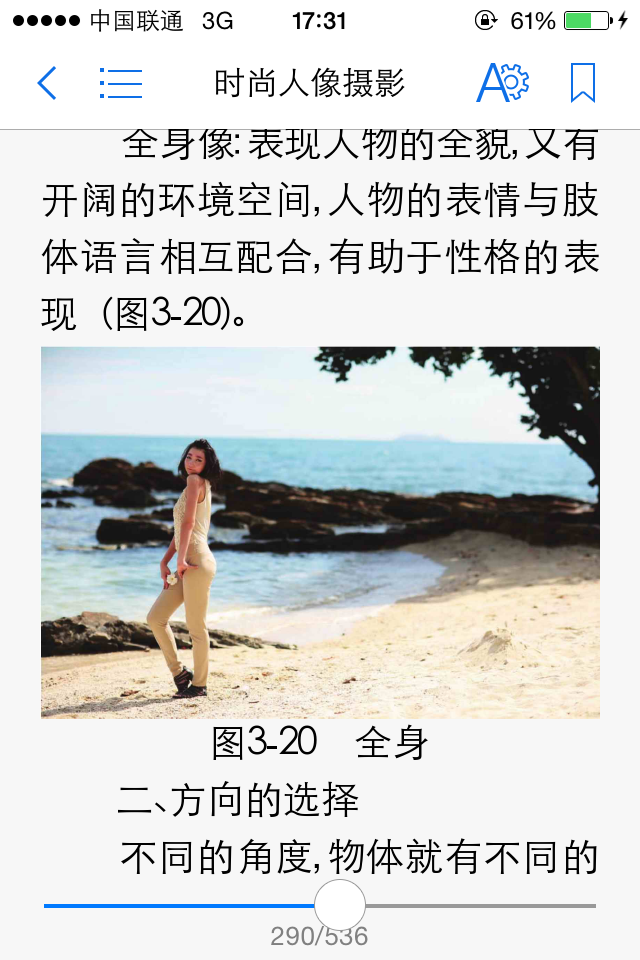 中国联通 3G 17:31 61%
时尚人像摄影
全身像:表现人物的全貌,又有
开阔的环境空间,人物的表情与肢
体语言相互配合,有助于性格的表
现（图3-20)。
图3-20 全身
二、方向的选择
不同的角度,物体就有不同的
290/536